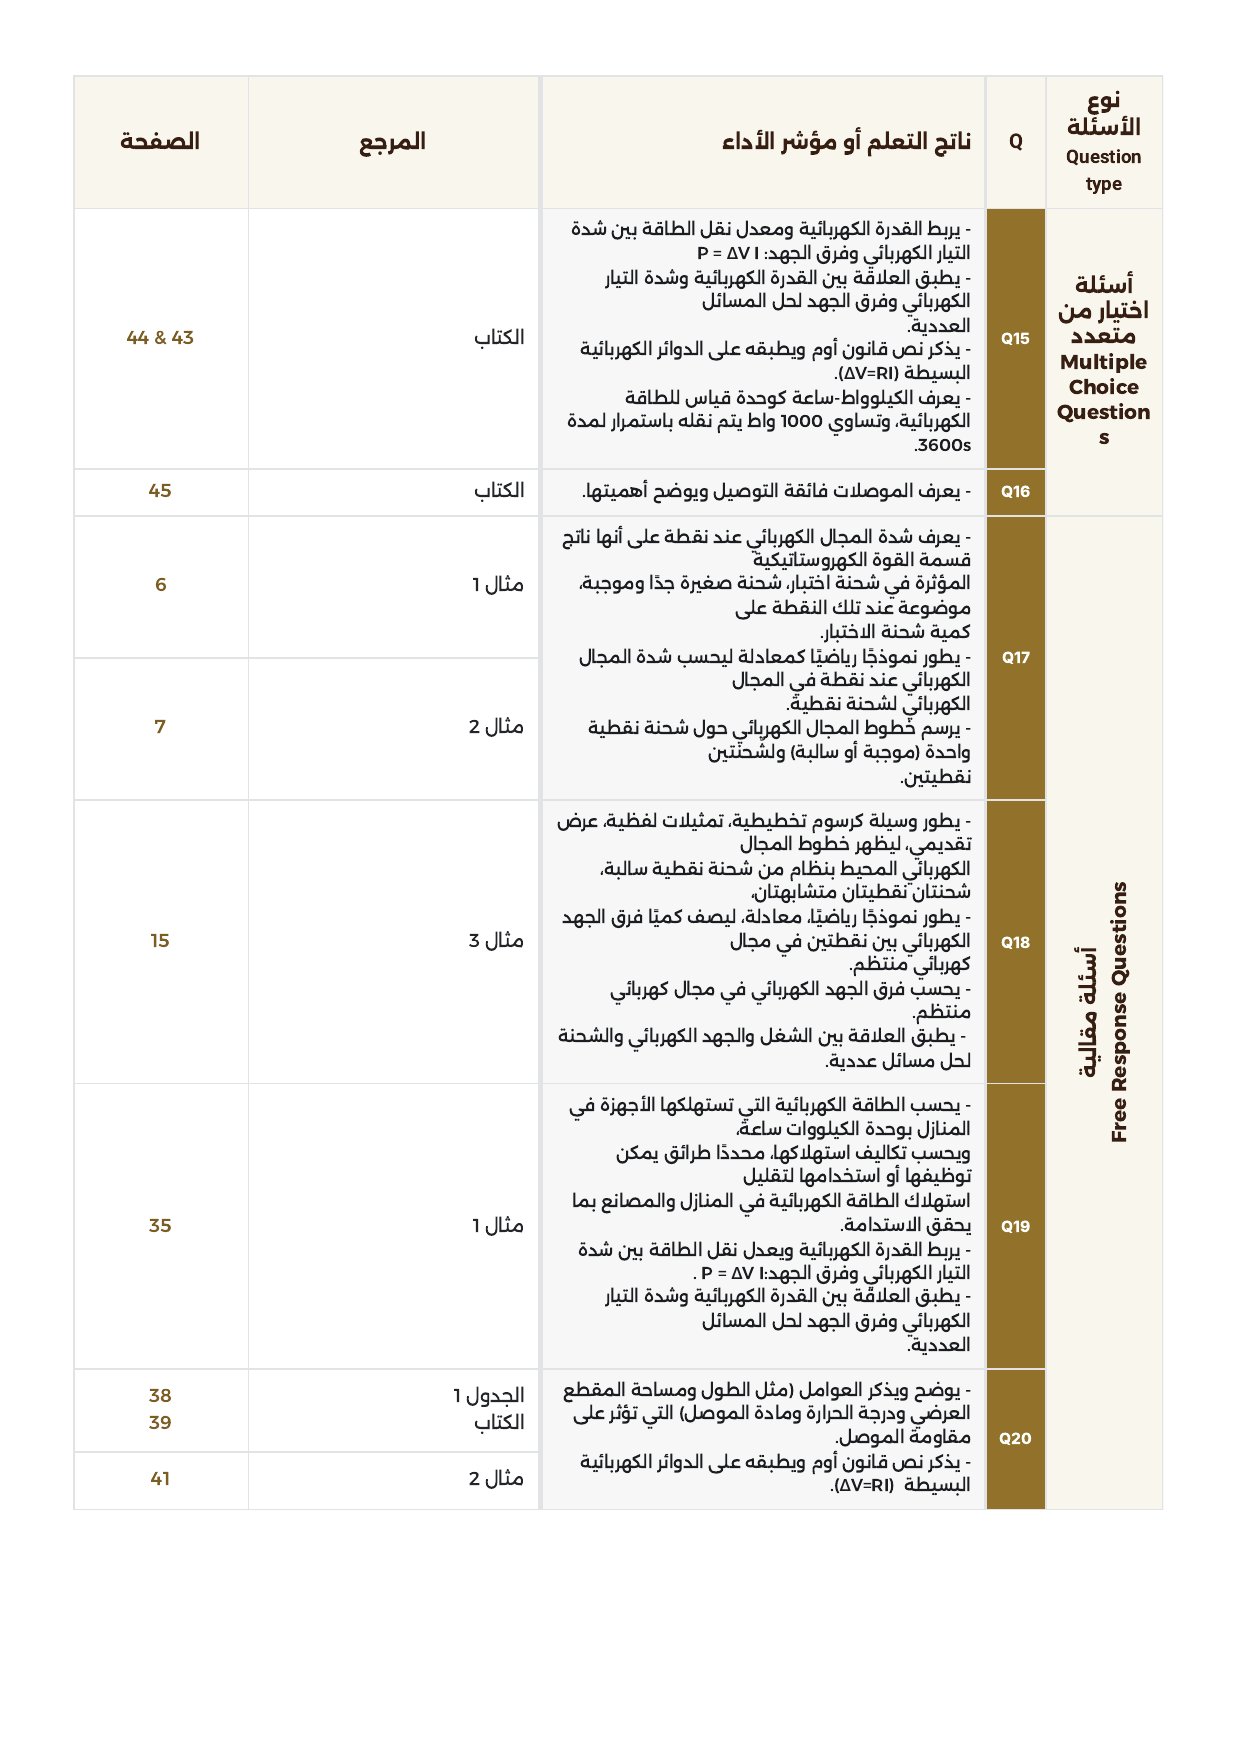 نوع
الأسئلة
Question
type
Q
ناتج التعلم أو مؤشر الأداء
المرجع
الصفحة
أسئلة
اختيار من
متعدد
Multiple
Choice
Question
s
Q15
- يربط القدرة الكهربائية ومعدل نقل الطاقة بين شدة
التيار الكهربائي وفرق الجهد: P = ΔV I
- يطبق العلاقة بين القدرة الكهربائية وشدة التيار
الكهربائي وفرق الجهد لحل المسائل
العددية.
- يذكر نص قانون أوم ويطبقه على الدوائر الكهربائية
البسيطة (ΔV=RI).
- يعرف الكيلوواط-ساعة كوحدة قياس للطاقة
الكهربائية، وتساوي 1000 واط يتم نقله باستمرار لمدة
3600s.
الكتاب
43 & 44
Q16
- يعرف الموصلات فائقة التوصيل ويوضح أهميتها.
الكتاب
45
أسئلة مقالية
Free Response Questions
Q17
- يعرف شدة المجال الكهربائي عند نقطة على أنها ناتج
قسمة القوة الكهروستاتيكية
المؤثرة في شحنة اختبار، شحنة صغيرة جدًا وموجبة،
موضوعة عند تلك النقطة على
كمية شحنة الاختبار.
- يطور نموذجًا رياضيًا كمعادلة ليحسب شدة المجال
الكهربائي عند نقطة في المجال
الكهربائي لشحنة نقطية.
- يرسم خطوط المجال الكهربائي حول شحنة نقطية
واحدة (موجبة أو سالبة) ولشحنتين
نقطيتين.
مثال 1
6
مثال 2
7
Q18
- يطور وسيلة كرسوم تخطيطية، تمثيلات لفظية، عرض
تقديمي، ليظهر خطوط المجال
الكهربائي المحيط بنظام من شحنة نقطية سالبة،
شحنتان نقطيتان متشابهتان،
- يطور نموذجًا رياضيًا، معادلة، ليصف كميًا فرق الجهد
الكهربائي بين نقطتين في مجال
كهربائي منتظم.
- يحسب فرق الجهد الكهربائي في مجال كهربائي
منتظم.
- يطبق العلاقة بين الشغل والجهد الكهربائي والشحنة
لحل مسائل عددية.
مثال 3
15
Q19
- يحسب الطاقة الكهربائية التي تستهلكها الأجهزة في
المنازل بوحدة الكيلووات ساعة،
ويحسب تكاليف استهلاكها، محددًا طرائق يمكن
توظيفها أو استخدامها لتقليل
استهلاك الطاقة الكهربائية في المنازل والمصانع بما
يحقق الاستدامة.
- يربط القدرة الكهربائية ويعدل نقل الطاقة بين شدة
التيار الكهربائي وفرق الجهد:P = ΔV I .
- يطبق العلاقة بين القدرة الكهربائية وشدة التيار
الكهربائي وفرق الجهد لحل المسائل
العددية.
مثال 1
35
Q20
- يوضح ويذكر العوامل (مثل الطول ومساحة المقطع
العرضي ودرجة الحرارة ومادة الموصل) التي تؤثر على
مقاومة الموصل.
- يذكر نص قانون أوم ويطبقه على الدوائر الكهربائية
البسيطة (ΔV=RI).
الجدول 1
الكتاب
38
39
مثال 2
41